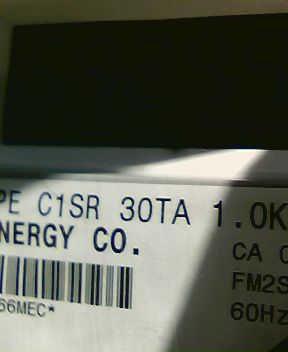 PE C1SR 30TA 1.0K
NERGY CO.
CA
FM2S
60Hz
66MEC*